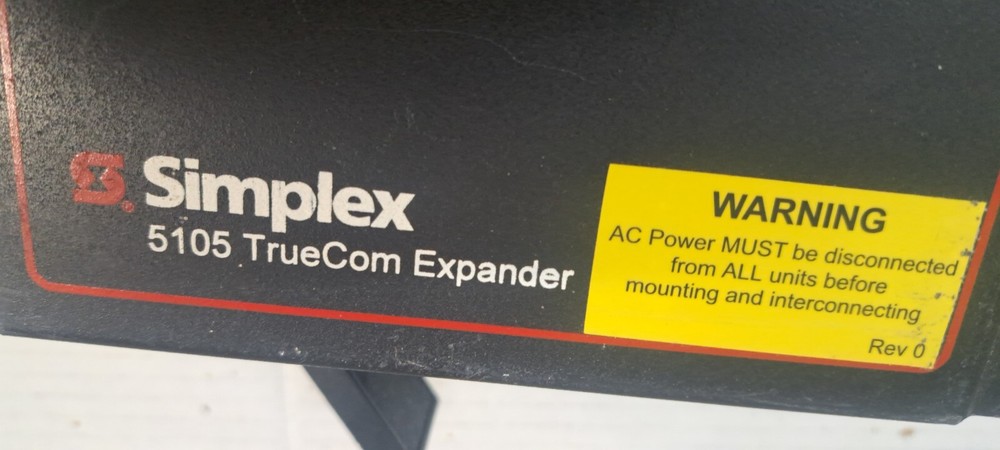 Simplex
5105 TrueCom Expander
WARNING
AC Power MUST be disconnected
from ALL units before
mounting and interconnecting
Rev 0